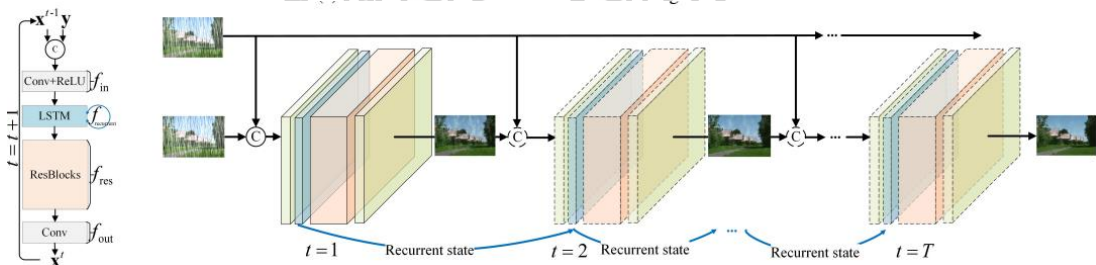 x^{t-1} y
C
Conv+ReLU f_in
LSTM f_recurrent
ResBlocks f_res
Conv f_out
x^t
t = t + 1
...
C C C ...
t = 1 Recurrent state t = 2 Recurrent state ... Recurrent state t = T